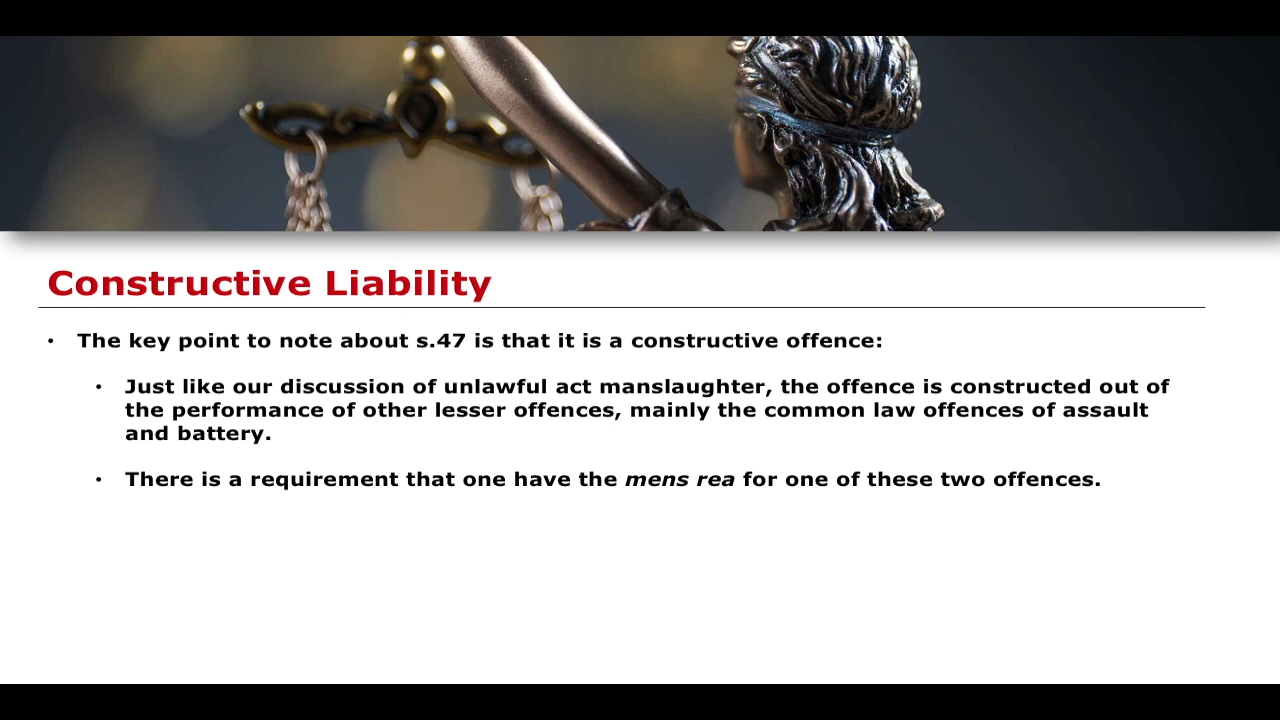 Constructive Liability
• The key point to note about s.47 is that it is a constructive offence:
• Just like our discussion of unlawful act manslaughter, the offence is constructed out of
the performance of other lesser offences, mainly the common law offences of assault
and battery.
• There is a requirement that one have the mens rea for one of these two offences.